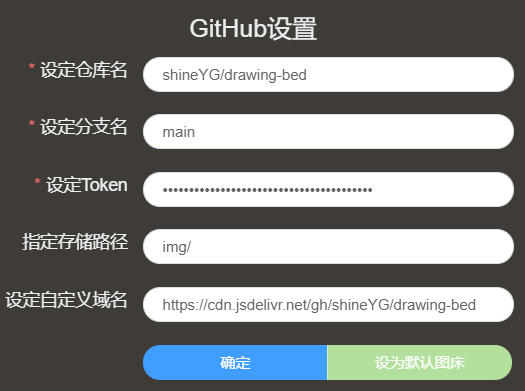 GitHub设置
* 设定仓库名 shineYG/drawing-bed
* 设定分支名 main
* 设定Token ••••••••••••••••••••••••••••••••••••••••
指定存储路径 img/
设定自定义域名 https://cdn.jsdelivr.net/gh/shineYG/drawing-bed
确定 设为默认图床